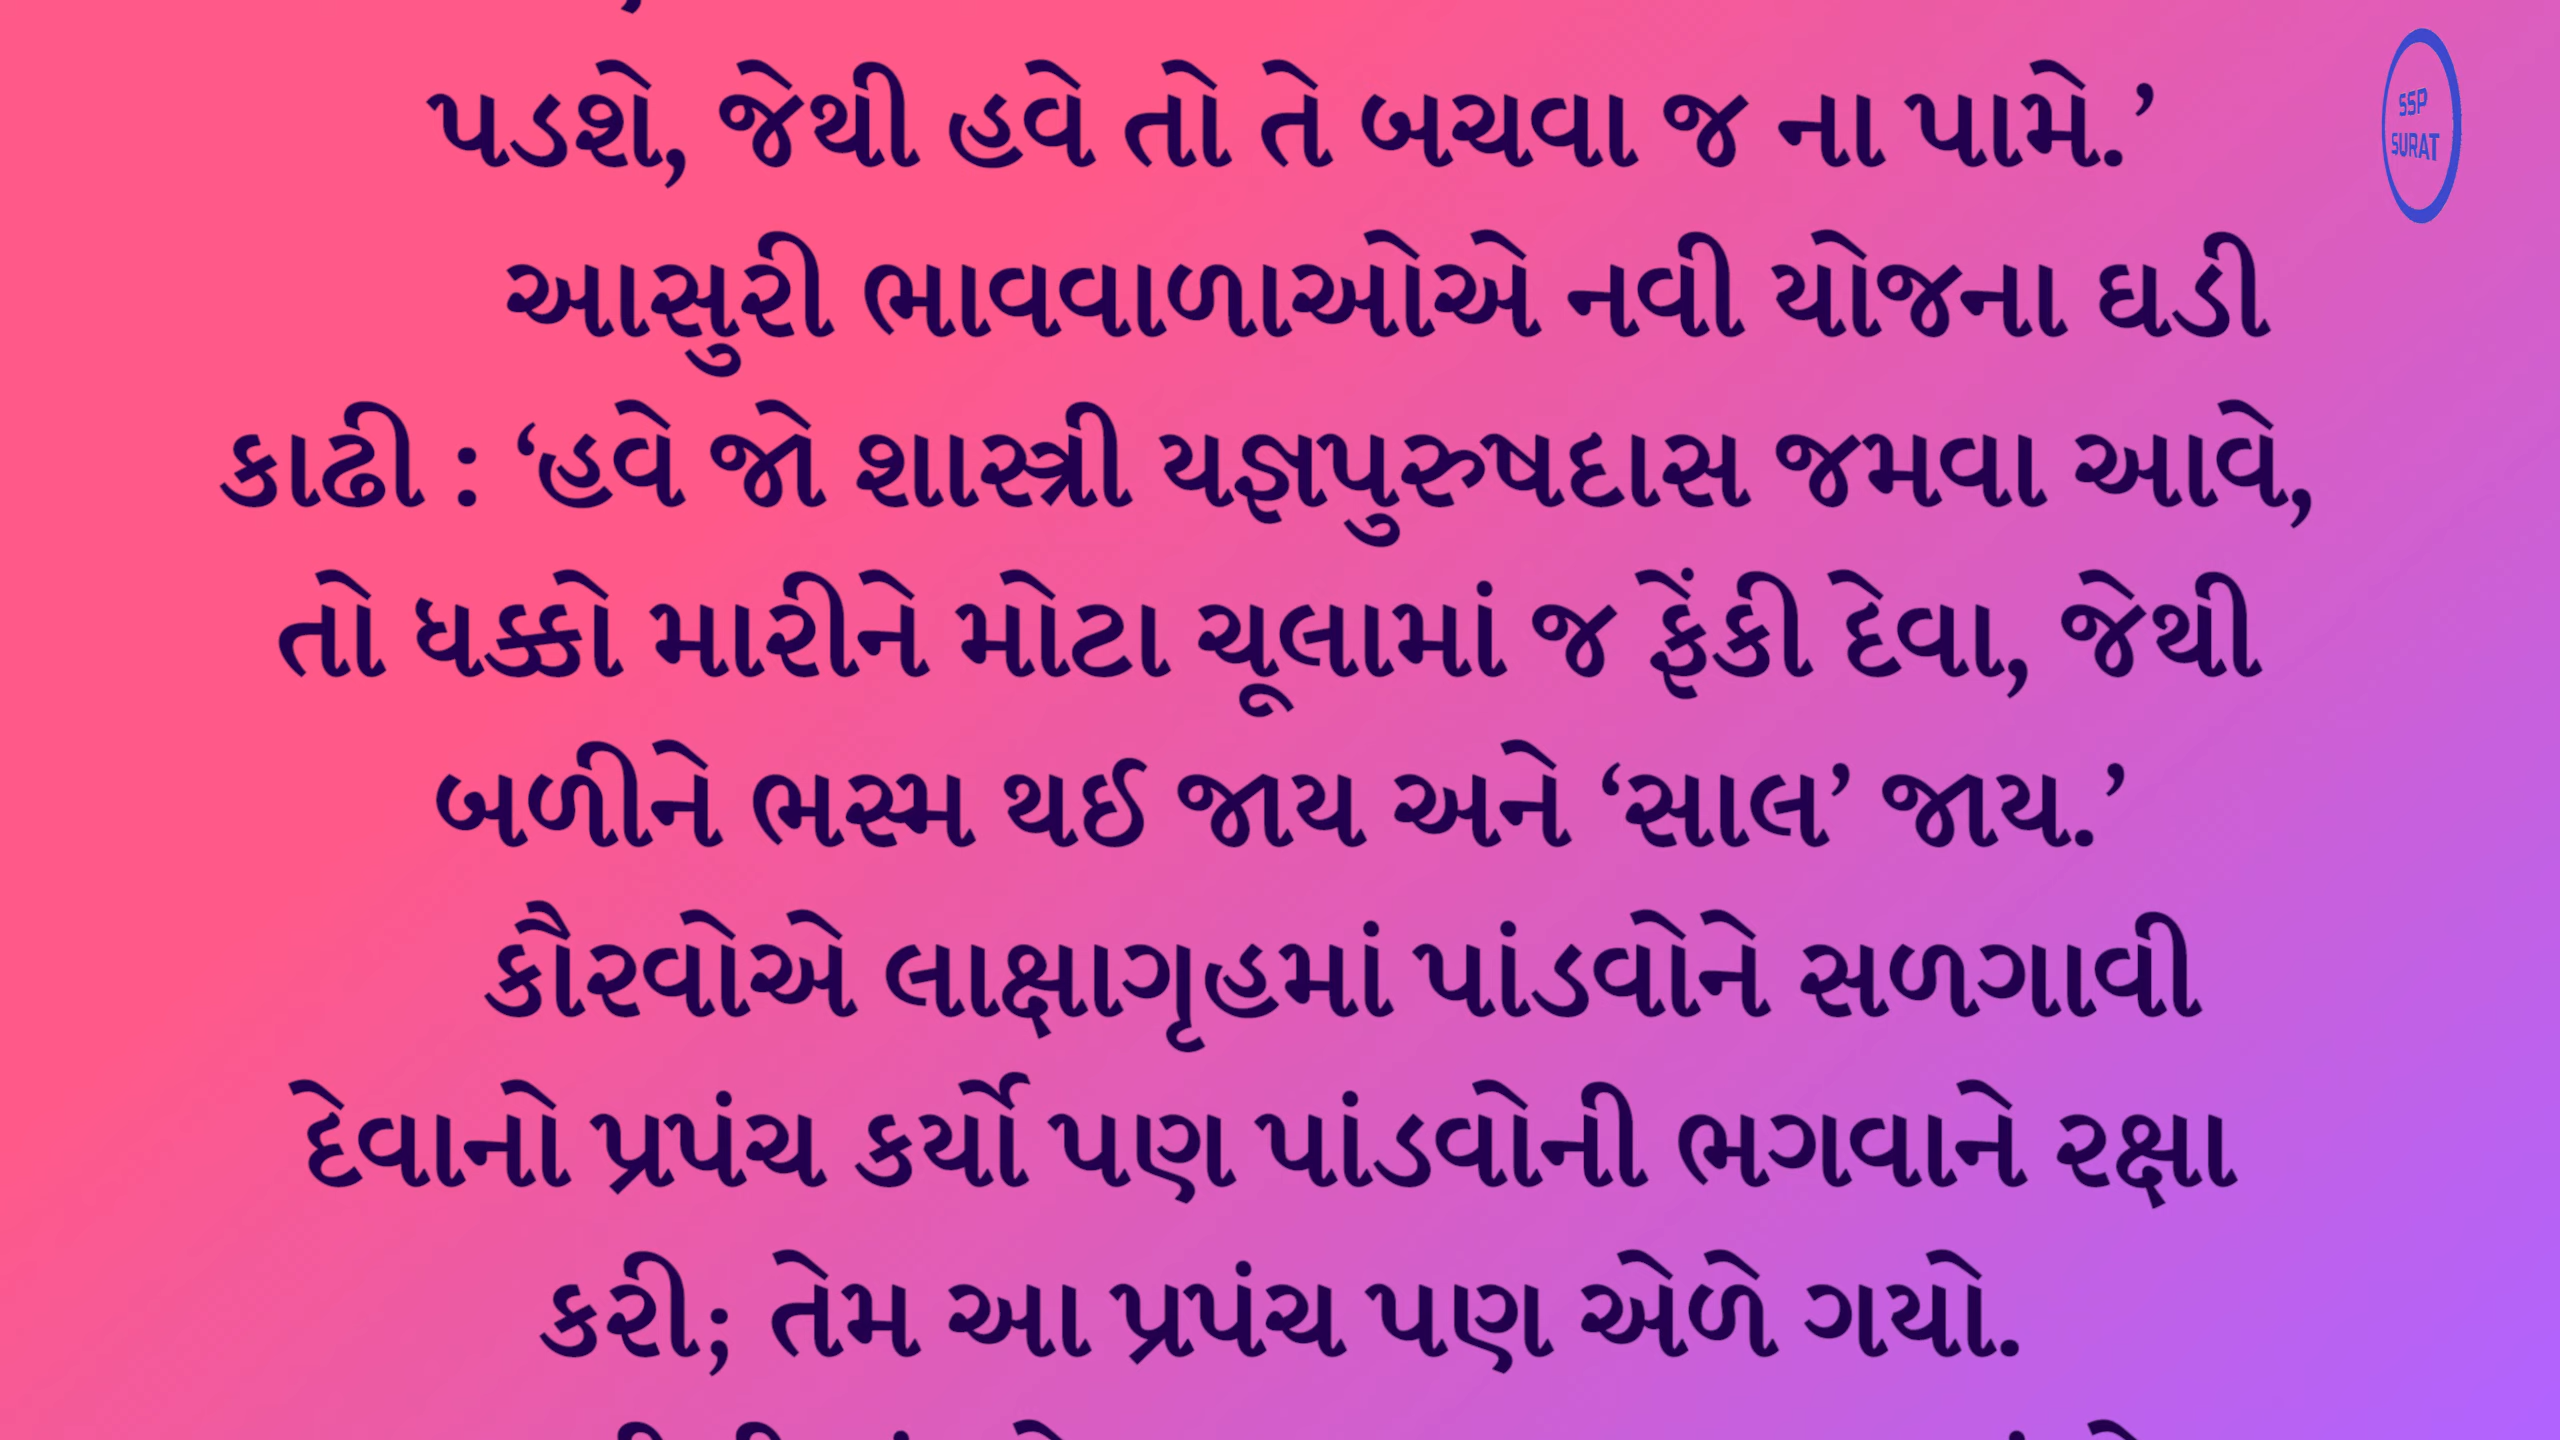 પડશે, જેથી હવે તો તે બચવા જ ના પામે.’
SSP
SURAT
આસુરી ભાવવાળાઓએ નવી યોજના ઘડી
કાઢી : ‘હવે જો શાસ્ત્રી યજ્ઞપુરુષદાસ જમવા આવે,
તો ધક્કો મારીને મોટા ચૂલામાં જ ફેંકી દેવા, જેથી
બળીને ભસ્મ થઈ જાય અને ‘સાલ’ જાય.’
કૌરવોએ લાક્ષાગૃહમાં પાંડવોને સળગાવી
દેવાનો પ્રપંચ કર્યો પણ પાંડવોની ભગવાને રક્ષા
કરી; તેમ આ પ્રપંચ પણ એળે ગયો.